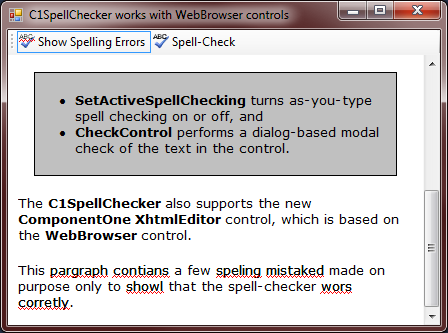 C1SpellChecker works with WebBrowser controls
Show Spelling Errors Spell-Check
• SetActiveSpellChecking turns as-you-type
spell checking on or off, and
• CheckControl performs a dialog-based modal
check of the text in the control.
The C1SpellChecker also supports the new
ComponentOne XhtmlEditor control, which is based on
the WebBrowser control.
This pargraph contians a few speling mistaked made on
purpose only to showl that the spell-checker wors
corretly.